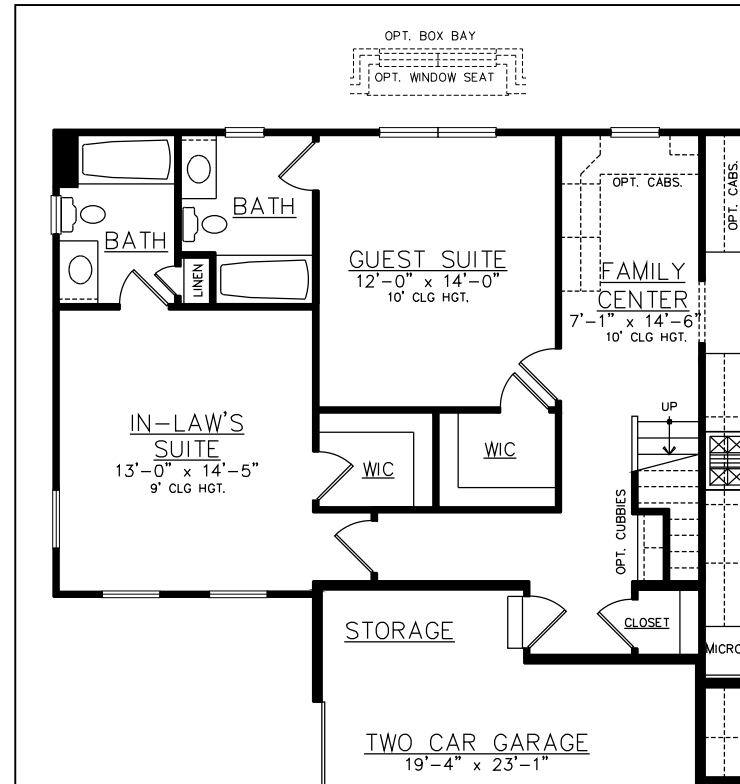 OPT. BOX BAY
OPT. WINDOW SEAT
OPT. CABS.
OPT. CABS.
BATH
BATH
LINEN
GUEST SUITE
12'-0" x 14'-0"
10' CLG HGT.
FAMILY
CENTER
7'-1" x 14'-6"
10' CLG HGT.
IN-LAW'S
SUITE
13'-0" x 14'-5"
9' CLG HGT.
WIC
WIC
UP
OPT. CUBBIES
CLOSET
STORAGE
MICRO
TWO CAR GARAGE
19'-4" x 23'-1"